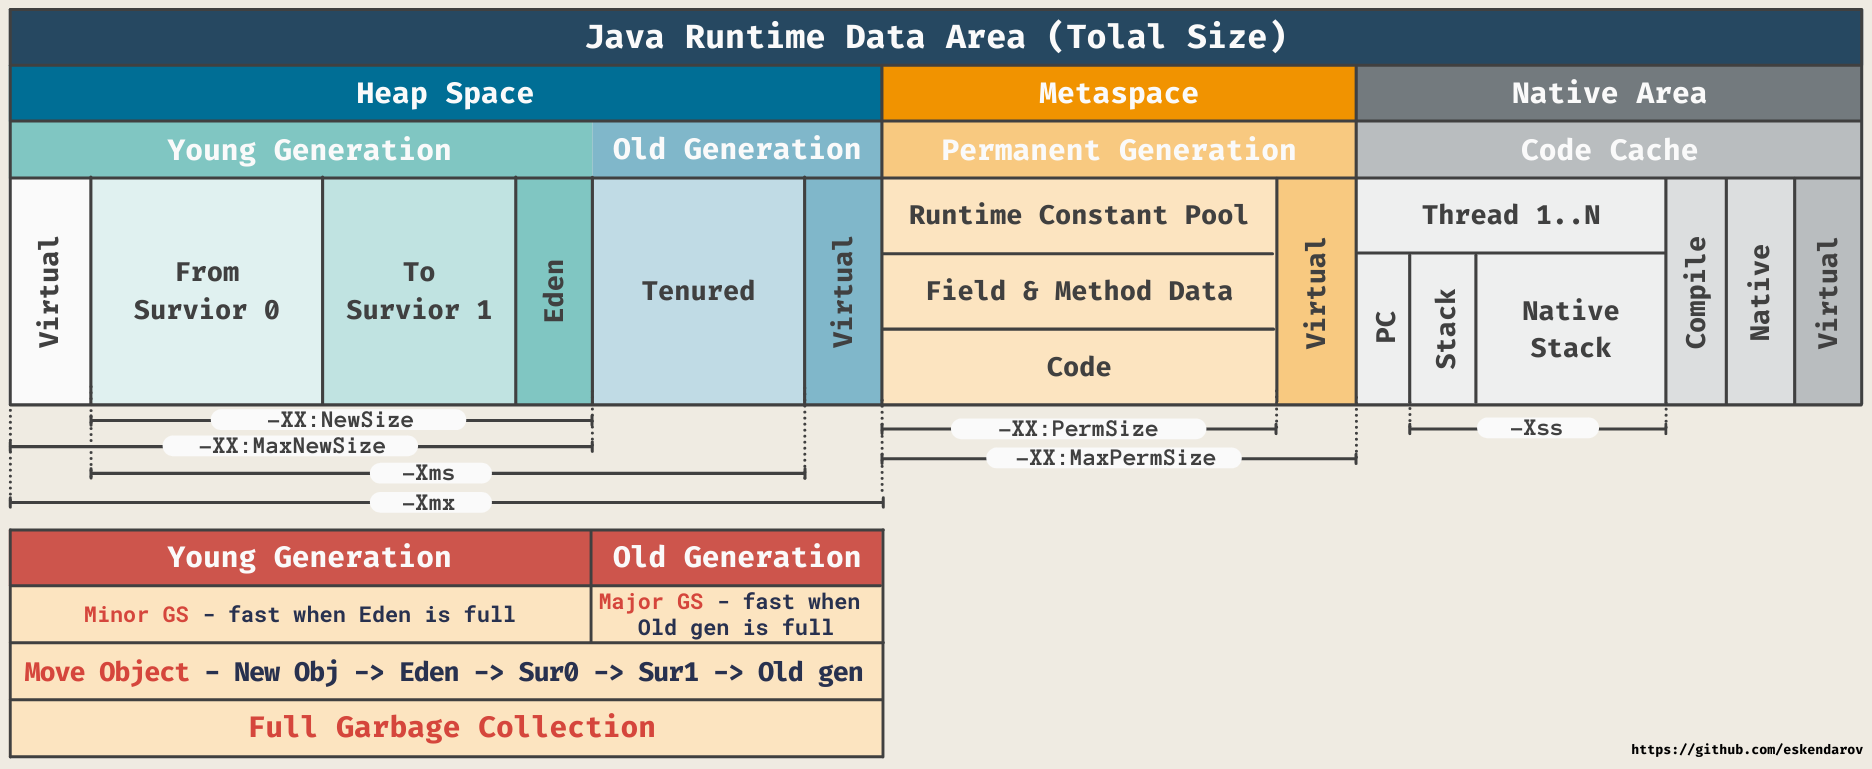 Java Runtime Data Area (Tolal Size)
Heap Space
Metaspace
Native Area
Young Generation
Old Generation
Permanent Generation
Code Cache
Virtual
From
Survior 0
To
Survior 1
Eden
Tenured
Virtual
Runtime Constant Pool
Field & Method Data
Code
Virtual
Thread 1..N
PC
Stack
Native
Stack
Compile
Native
Virtual
-XX:NewSize
-XX:MaxNewSize
-Xms
-Xmx
-XX:PermSize
-XX:MaxPermSize
-Xss
Young Generation
Old Generation
Minor GS - fast when Eden is full
Major GS - fast when
Old gen is full
Move Object - New Obj -> Eden -> Sur0 -> Sur1 -> Old gen
Full Garbage Collection
https://github.com/eskendarov